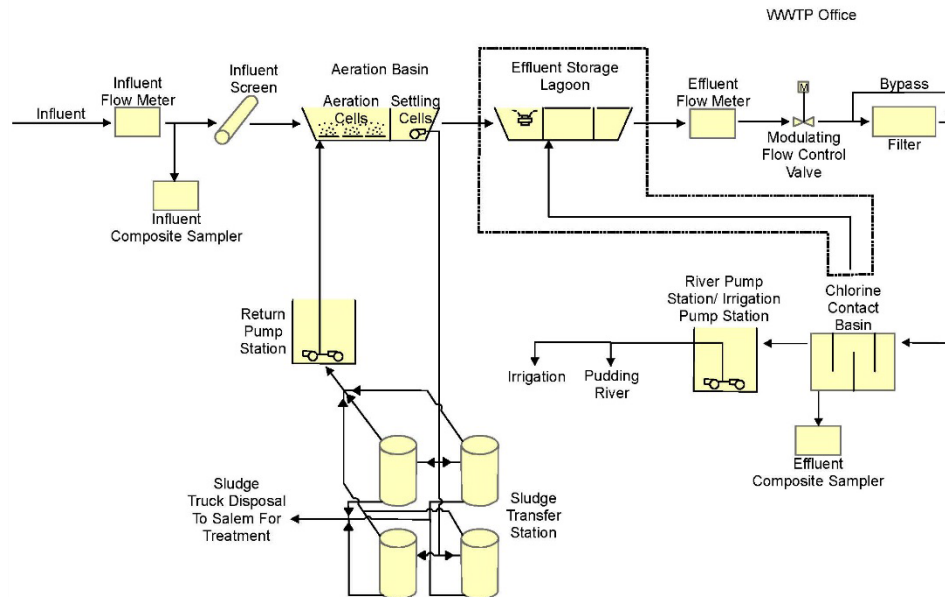 WWTP Office
Influent
Influent
Flow Meter
Influent
Composite Sampler
Influent
Screen
Aeration Basin
Aeration
Cells
Settling
Cells
Effluent Storage
Lagoon
Effluent
Flow Meter
M
Modulating
Flow Control
Valve
Bypass
Filter
Chlorine
Contact
Basin
River Pump
Station/ Irrigation
Pump Station
Irrigation
Pudding
River
Effluent
Composite Sampler
Return
Pump
Station
Sludge
Truck Disposal
To Salem For
Treatment
Sludge
Transfer
Station